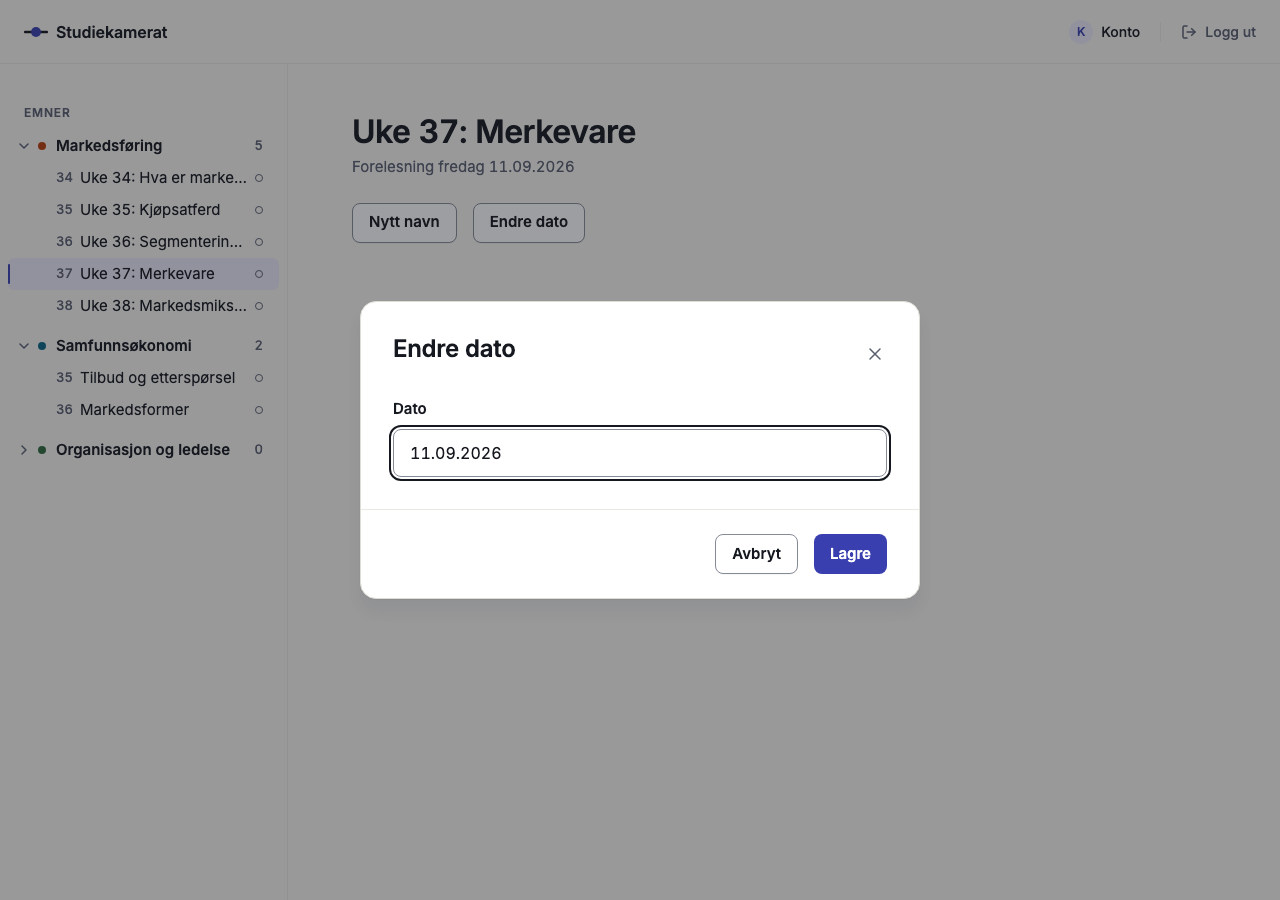 Studiekamerat
K Konto
Logg ut
EMNER
Markedsføring 5
34 Uke 34: Hva er marke...
35 Uke 35: Kjøpsatferd
36 Uke 36: Segmenterin...
37 Uke 37: Merkevare
38 Uke 38: Markedsmiks...
Samfunnsøkonomi 2
35 Tilbud og etterspørsel
36 Markedsformer
Organisasjon og ledelse 0
Uke 37: Merkevare
Forelesning fredag 11.09.2026
Nytt navn
Endre dato
Endre dato
Dato
11.09.2026
Avbryt
Lagre